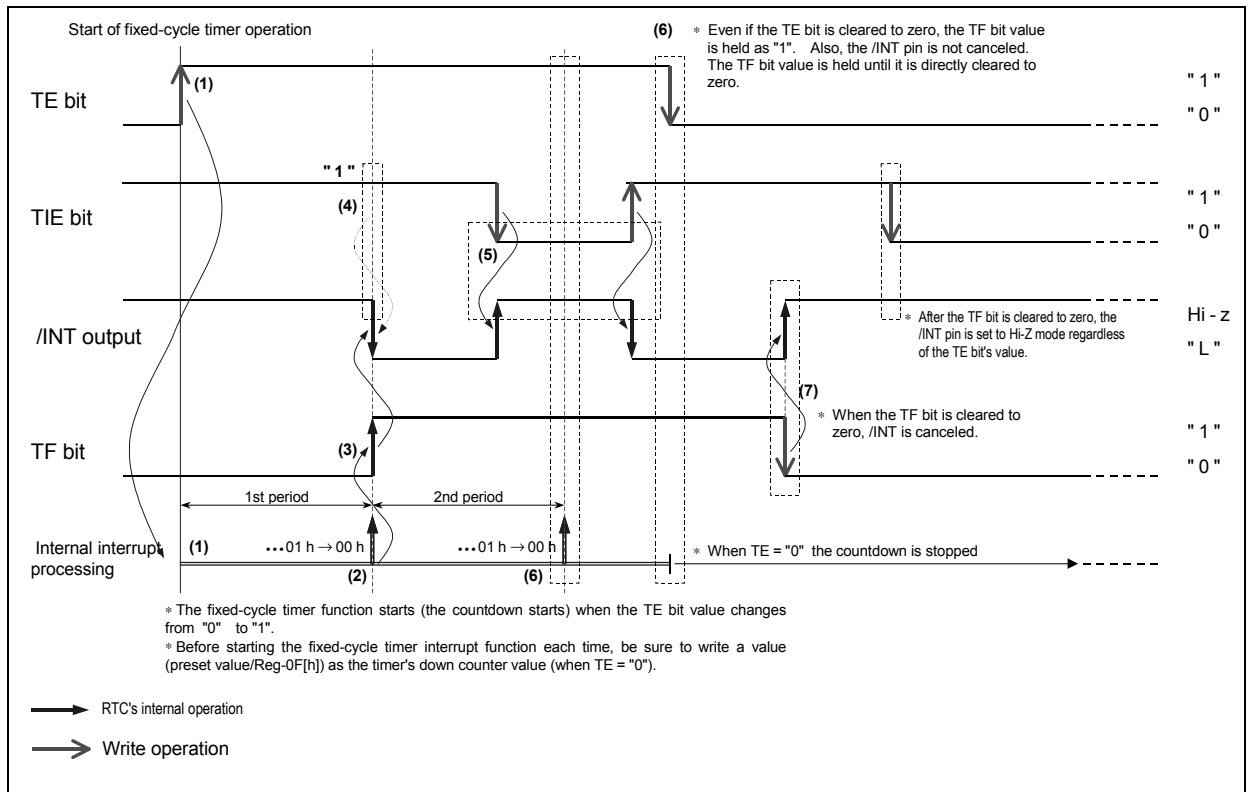 Start of fixed-cycle timer operation
(6) * Even if the TE bit is cleared to zero, the TF bit value
is held as "1". Also, the /INT pin is not canceled.
The TF bit value is held until it is directly cleared to
zero.
(1)
TE bit
" 1 "
" 0 "
" 1 "
(4)
TIE bit
(5)
" 1 "
" 0 "
/INT output
* After the TF bit is cleared to zero, the
/INT pin is set to Hi-Z mode regardless
of the TE bit's value.
Hi - z
" L "
(7)
* When the TF bit is cleared to
zero, /INT is canceled.
TF bit
(3)
" 1 "
" 0 "
1st period
2nd period
Internal interrupt
processing
(1)
•••01 h → 00 h
•••01 h → 00 h
(2)
(6)
* When TE = "0" the countdown is stopped
* The fixed-cycle timer function starts (the countdown starts) when the TE bit value changes
from "0" to "1".
* Before starting the fixed-cycle timer interrupt function each time, be sure to write a value
(preset value/Reg-0F[h]) as the timer's down counter value (when TE = "0").
RTC's internal operation
Write operation